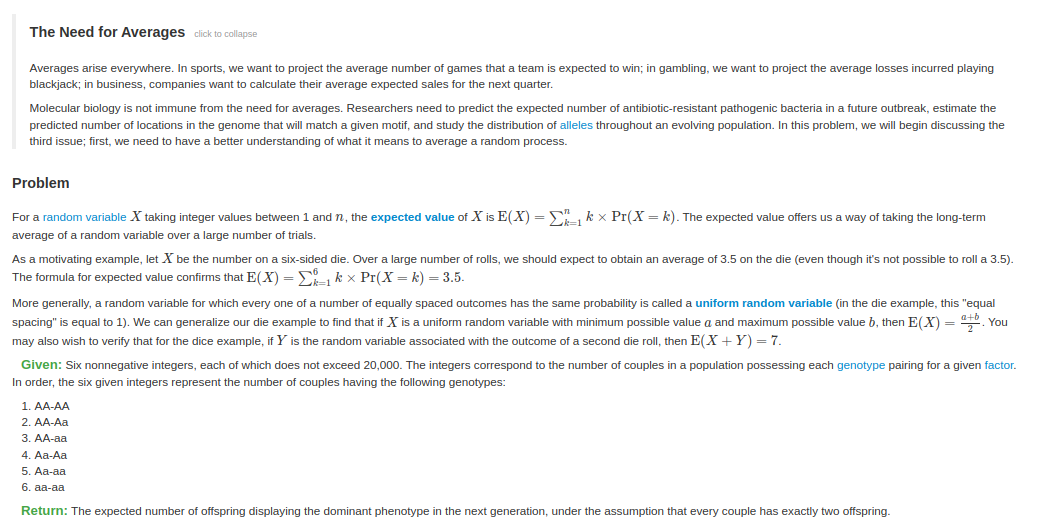 The Need for Averages click to collapse
Averages arise everywhere. In sports, we want to project the average number of games that a team is expected to win; in gambling, we want to project the average losses incurred playing
blackjack; in business, companies want to calculate their average expected sales for the next quarter.
Molecular biology is not immune from the need for averages. Researchers need to predict the expected number of antibiotic-resistant pathogenic bacteria in a future outbreak, estimate the
predicted number of locations in the genome that will match a given motif, and study the distribution of alleles throughout an evolving population. In this problem, we will begin discussing the
third issue; first, we need to have a better understanding of what it means to average a random process.
Problem
For a random variable X taking integer values between 1 and n, the expected value of X is E(X) = ∑ⁿₖ₌₁ k × Pr(X = k). The expected value offers us a way of taking the long-term
average of a random variable over a large number of trials.
As a motivating example, let X be the number on a six-sided die. Over a large number of rolls, we should expect to obtain an average of 3.5 on the die (even though it's not possible to roll a 3.5).
The formula for expected value confirms that E(X) = ∑⁶ₖ₌₁ k × Pr(X = k) = 3.5.
More generally, a random variable for which every one of a number of equally spaced outcomes has the same probability is called a uniform random variable (in the die example, this "equal
spacing" is equal to 1). We can generalize our die example to find that if X is a uniform random variable with minimum possible value a and maximum possible value b, then E(X) = (a+b)/2. You
may also wish to verify that for the dice example, if Y is the random variable associated with the outcome of a second die roll, then E(X + Y) = 7.
Given: Six nonnegative integers, each of which does not exceed 20,000. The integers correspond to the number of couples in a population possessing each genotype pairing for a given factor.
In order, the six given integers represent the number of couples having the following genotypes:
1. AA-AA
2. AA-Aa
3. AA-aa
4. Aa-Aa
5. Aa-aa
6. aa-aa
Return: The expected number of offspring displaying the dominant phenotype in the next generation, under the assumption that every couple has exactly two offspring.